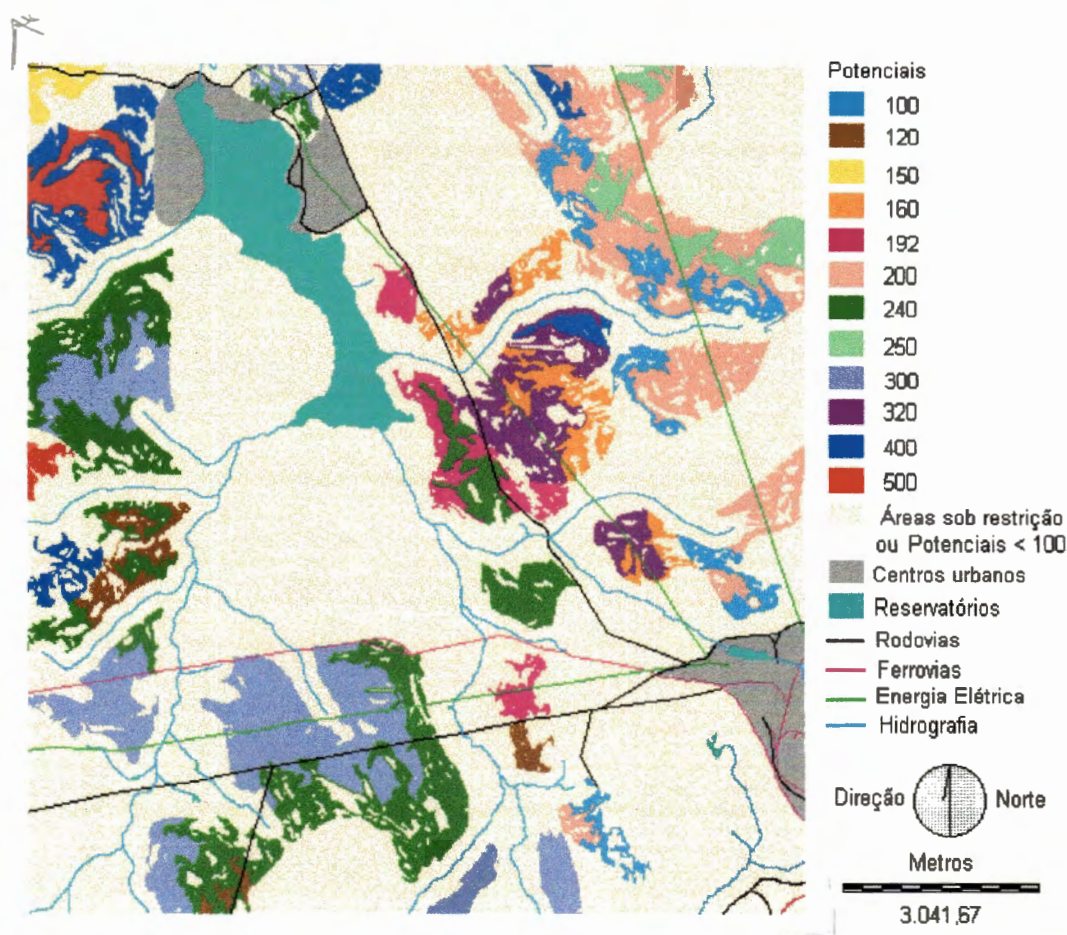 Potenciais
100
120
150
160
192
200
240
250
300
320
400
500
Áreas sob restrição
ou Potenciais < 100
Centros urbanos
Reservatórios
Rodovias
Ferrovias
Energia Elétrica
Hidrografia
Direção Norte
Metros
3.041,67